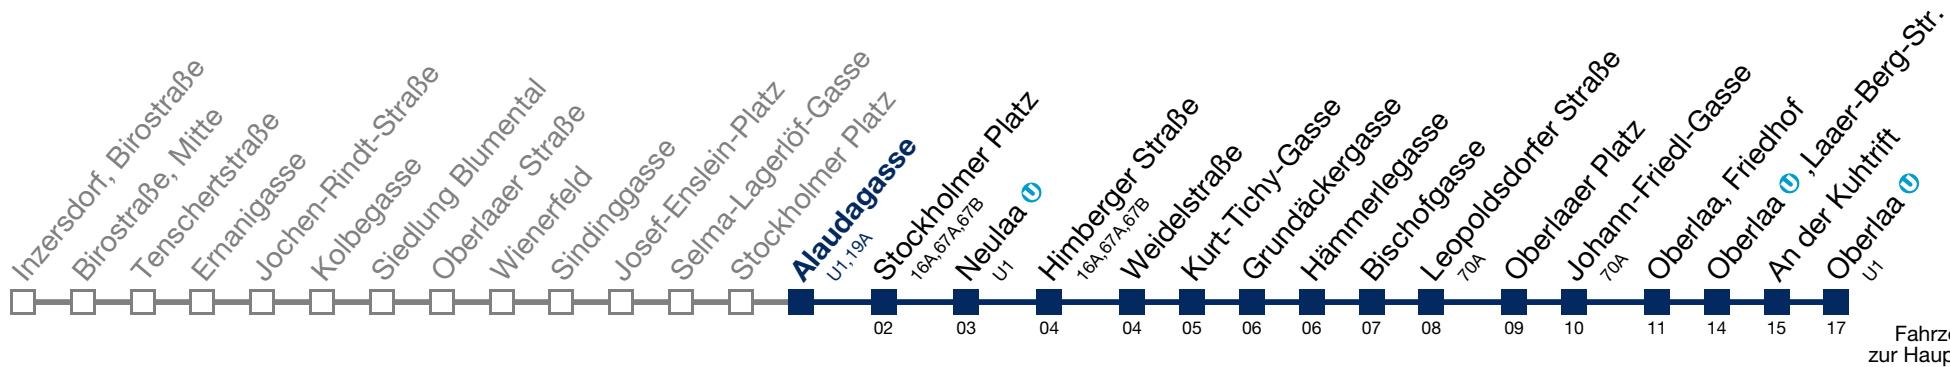 Inzersdorf, Birostraße
Birostraße, Mitte
Tenschertstraße
Ernanigasse
Jochen-Rindt-Straße
Kolbegasse
Siedlung Blumental
Oberlaaer Straße
Wienerfeld
Sindinggasse
Josef-Enslein-Platz
Selma-Lagerlöf-Gasse
Stockholmer Platz
Alaudagasse
U1,19A
Stockholmer Platz
16A,67A,67B
Neulaa U
U1
Himberger Straße
16A,67A,67B
Weidelstraße
Kurt-Tichy-Gasse
Grundäckergasse
Hämmerlegasse
Bischofgasse
Leopoldsdorfer Straße
70A
Oberlaaer Platz
Johann-Friedl-Gasse
70A
Oberlaa, Friedhof
Oberlaa U ,Laaer-Berg-Str.
An der Kuhtrift
Oberlaa U
U1
02 03 04 04 05 06 06 07 08 09 10 11 14 15 17
zur Haup